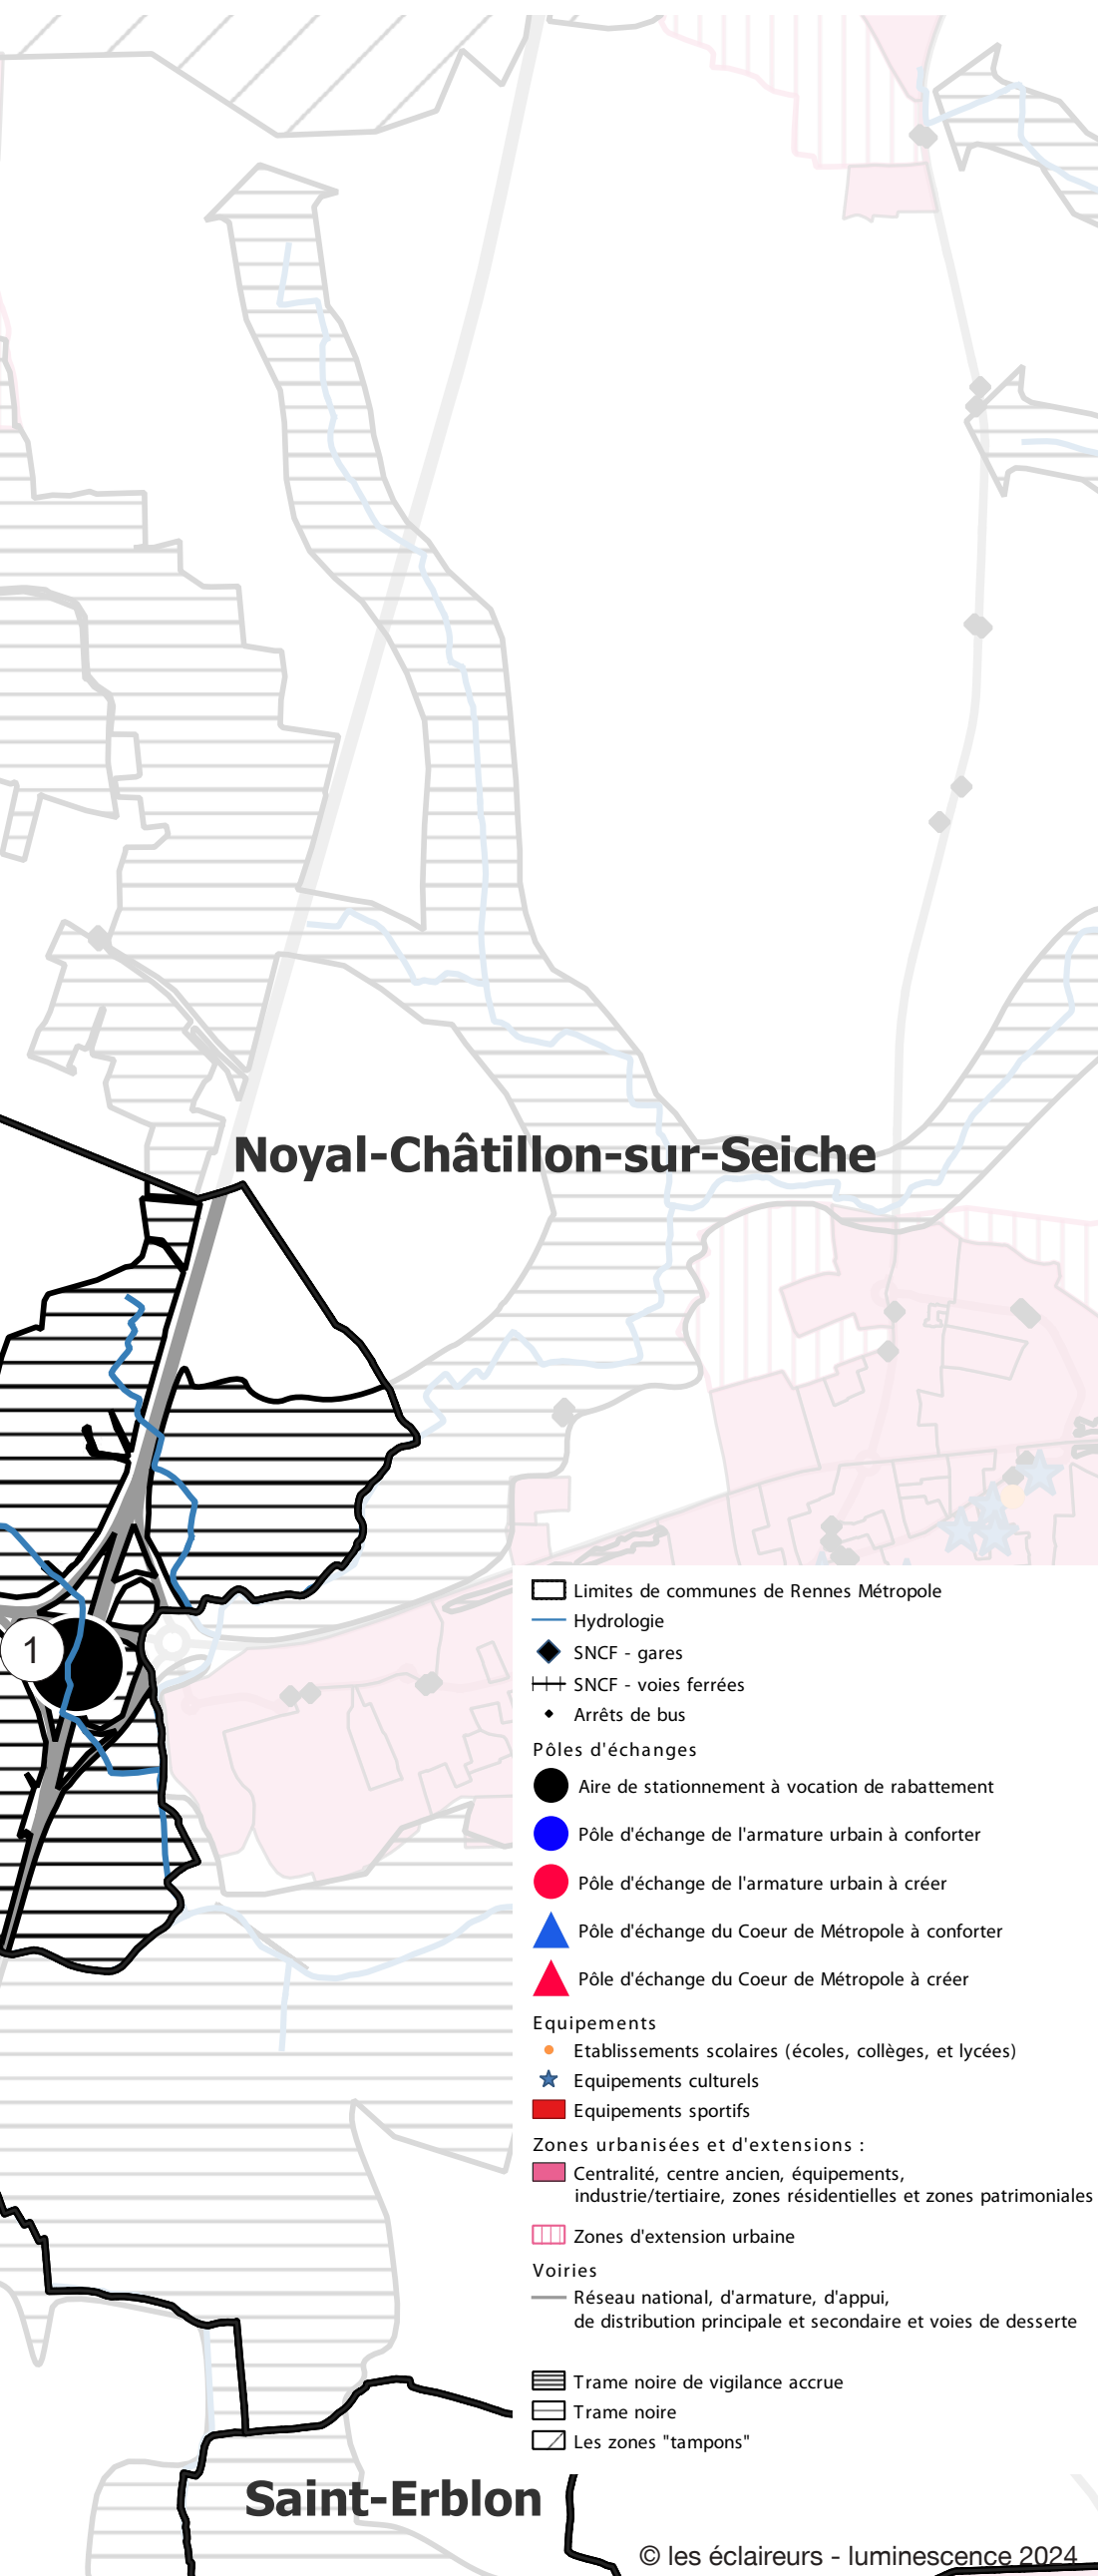 Noyal-Châtillon-sur-Seiche
1
Limites de communes de Rennes Métropole
Hydrologie
SNCF - gares
SNCF - voies ferrées
Arrêts de bus
Pôles d'échanges
Aire de stationnement à vocation de rabattement
Pôle d'échange de l'armature urbain à conforter
Pôle d'échange de l'armature urbain à créer
Pôle d'échange du Coeur de Métropole à conforter
Pôle d'échange du Coeur de Métropole à créer
Equipements
Etablissements scolaires (écoles, collèges, et lycées)
Equipements culturels
Equipements sportifs
Zones urbanisées et d'extensions :
Centralité, centre ancien, équipements,
industrie/tertiaire, zones résidentielles et zones patrimoniales
Zones d'extension urbaine
Voiries
Réseau national, d'armature, d'appui,
de distribution principale et secondaire et voies de desserte
Trame noire de vigilance accrue
Trame noire
Les zones "tampons"
Saint-Erblon
© les éclaireurs - luminescence 2024